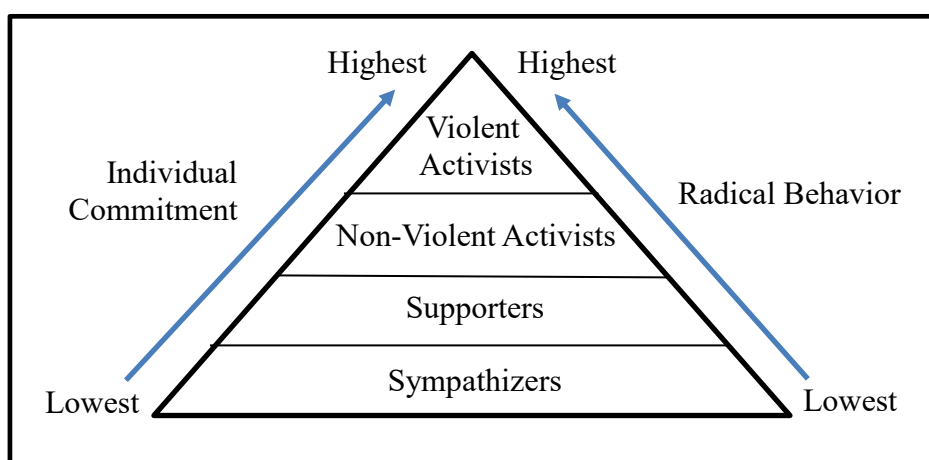 Highest
Highest
Violent
Activists
Individual
Commitment
Radical Behavior
Non-Violent Activists
Supporters
Sympathizers
Lowest
Lowest